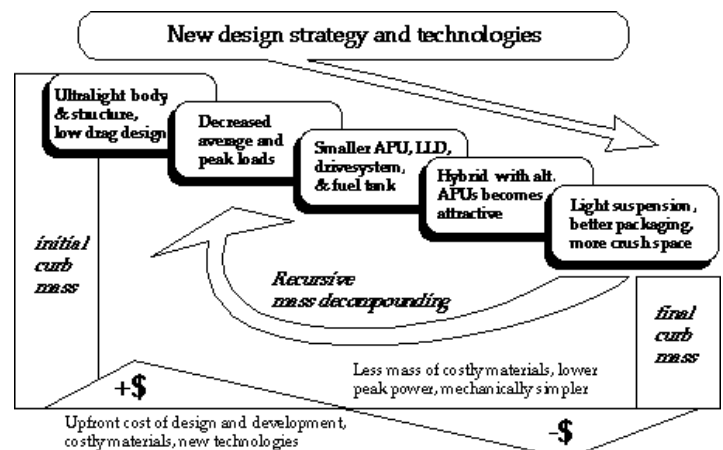 New design strategy and technologies
Ultralight body
& structure,
low drag design
Decreased
average and
peak loads
Smaller APU, LLD,
drivesystem,
& fuel tank
Hybrid with alt.
APUs becomes
attractive
Light suspension,
better packaging,
more crush space
initial
curb
mass
Recursive
mass decompounding
final
curb
mass
+$
Less mass of costly materials, lower
peak power, mechanically simpler
Upfront cost of design and development,
costly materials, new technologies
-$